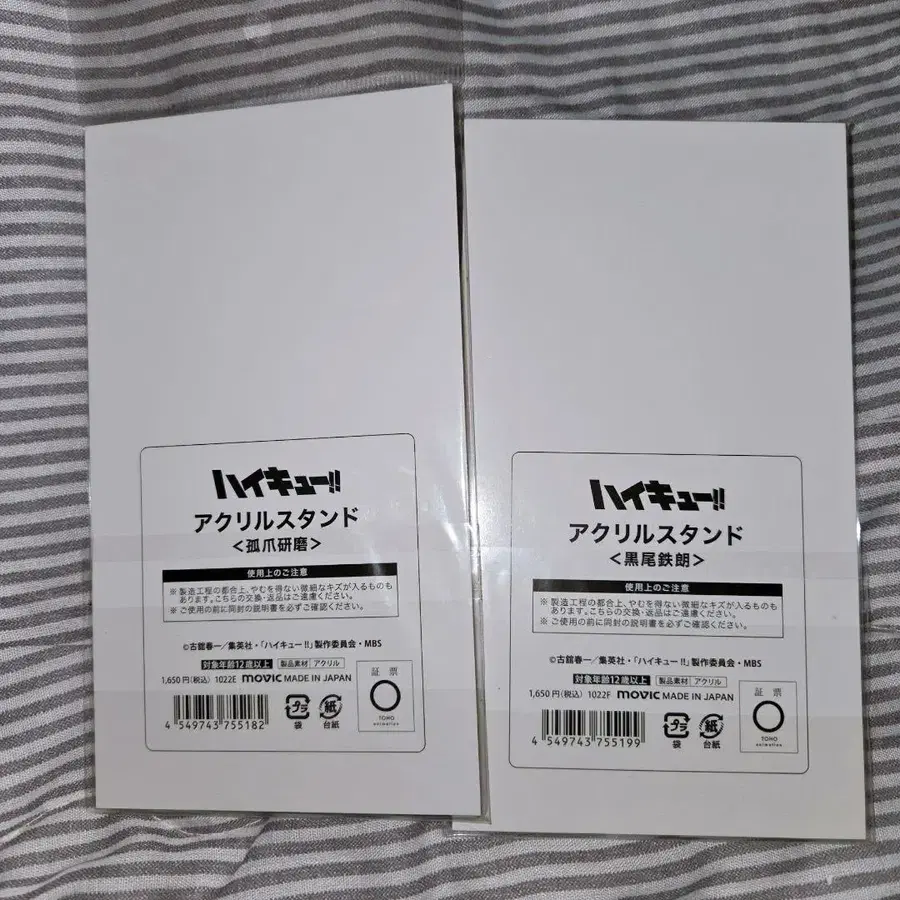 ハイキュー!!
アクリルスタンド
<孤爪研磨>
使用上のご注意
※製造工程の都合上、やむを得ない微細なキズが入るものも
あります。こちらの交換・返品はご遠慮ください。
※ご使用の前に同封の説明書を必ずご確認ください。
©古舘春一/集英社・「ハイキュー!!」製作委員会・MBS
対象年齢12歳以上 製品素材 アクリル
1,650円(税込) 1022E movic MADE IN JAPAN
証票
TOHO
animation
4 549743 755182
プラ
袋
紙
台紙
ハイキュー!!
アクリルスタンド
<黒尾鉄朗>
使用上のご注意
※製造工程の都合上、やむを得ない微細なキズが入るものも
あります。こちらの交換・返品はご遠慮ください。
※ご使用の前に同封の説明書を必ずご確認ください。
©古舘春一/集英社・「ハイキュー!!」製作委員会・MBS
対象年齢12歳以上 製品素材 アクリル
1,650円(税込) 1022F movic MADE IN JAPAN
証票
TOHO
animation
4 549743 755199
プラ
袋
紙
台紙